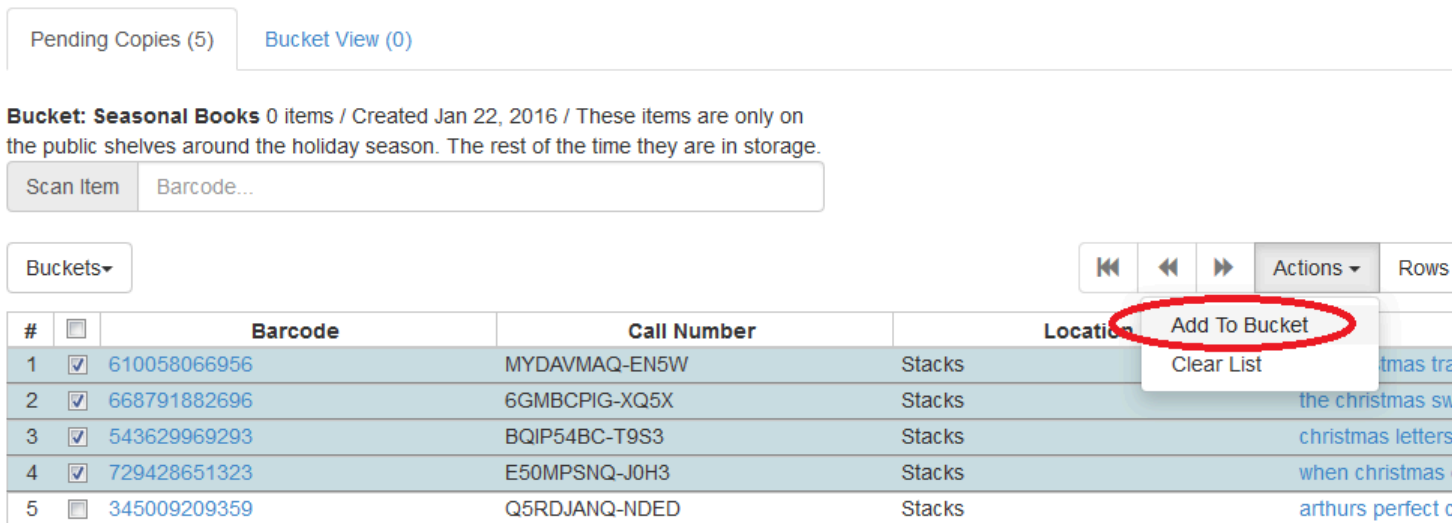 Pending Copies (5) Bucket View (0)
Bucket: Seasonal Books 0 items / Created Jan 22, 2016 / These items are only on
the public shelves around the holiday season. The rest of the time they are in storage.
Scan Item Barcode...
Buckets Actions Rows
# Barcode Call Number Location Add To Bucket
1 610058066956 MYDAVMAQ-EN5W Stacks Clear List
2 668791882696 6GMBCPIG-XQ5X Stacks the christmas
3 543629969293 BQIP54BC-T9S3 Stacks christmas letters
4 729428651323 E50MPSNQ-J0H3 Stacks when christmas
5 345009209359 Q5RDJANQ-NDED Stacks arthurs perfect